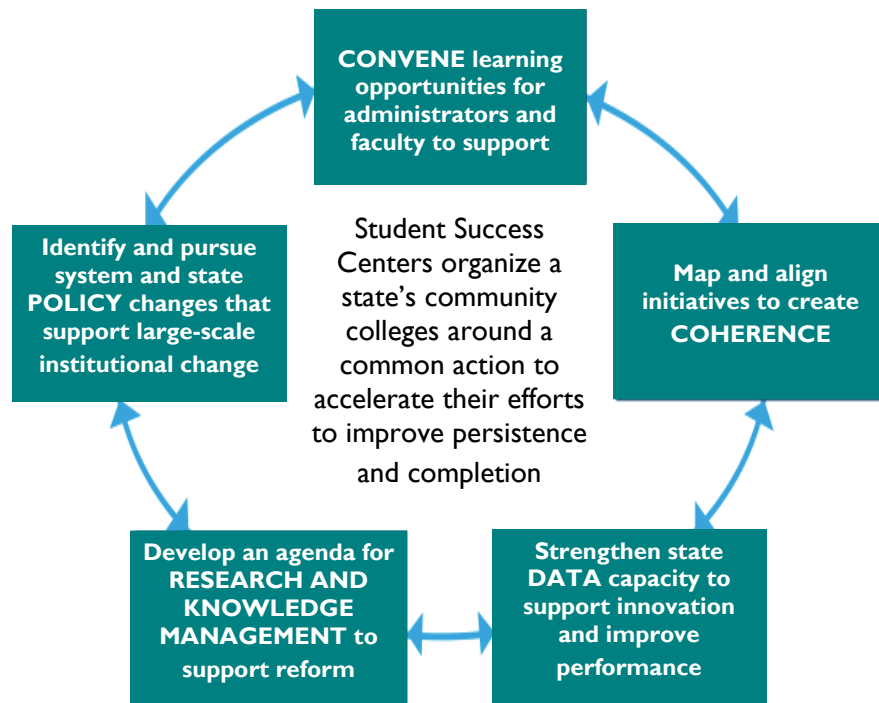 CONVENE learning
opportunities for
administrators and
faculty to support
Identify and pursue
system and state
POLICY changes that
support large-scale
institutional change
Student Success
Centers organize a
state’s community
colleges around a
common action to
accelerate their efforts
to improve persistence
and completion
Map and align
initiatives to create
COHERENCE
Develop an agenda for
RESEARCH AND
KNOWLEDGE
MANAGEMENT to
support reform
Strengthen state
DATA capacity to
support innovation
and improve
performance